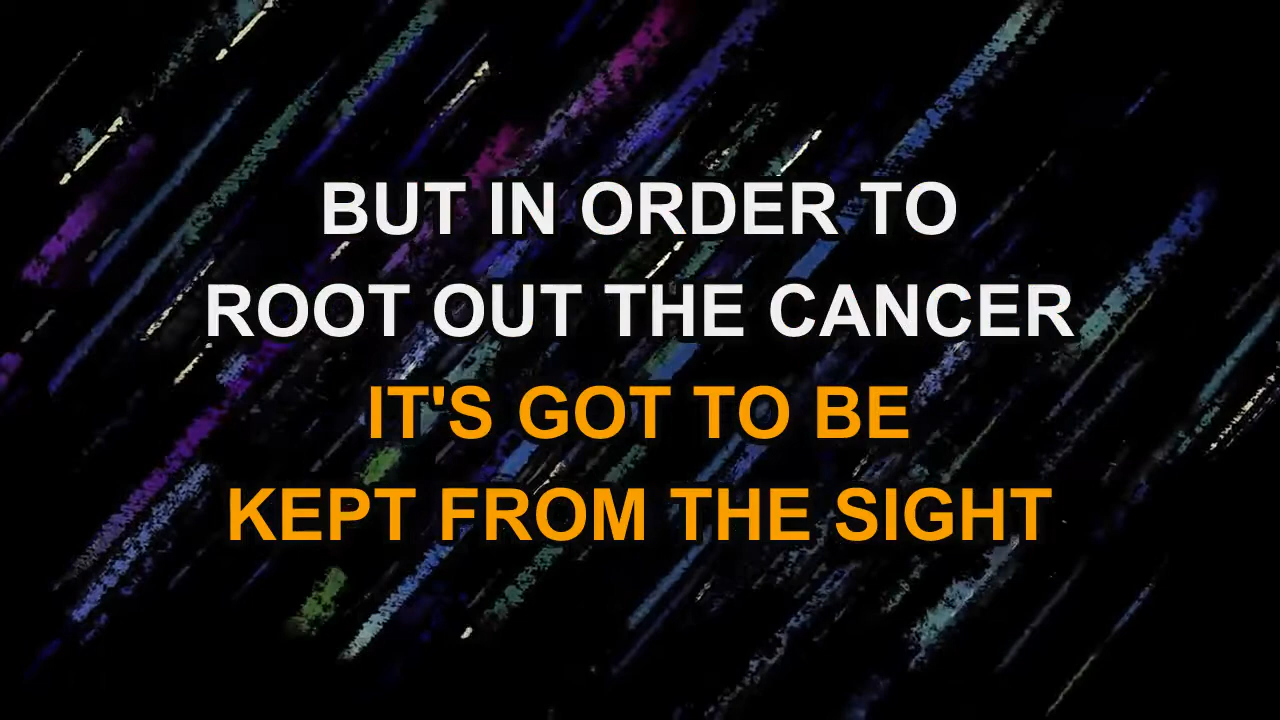 BUT IN ORDER TO
ROOT OUT THE CANCER
IT'S GOT TO BE
KEPT FROM THE SIGHT